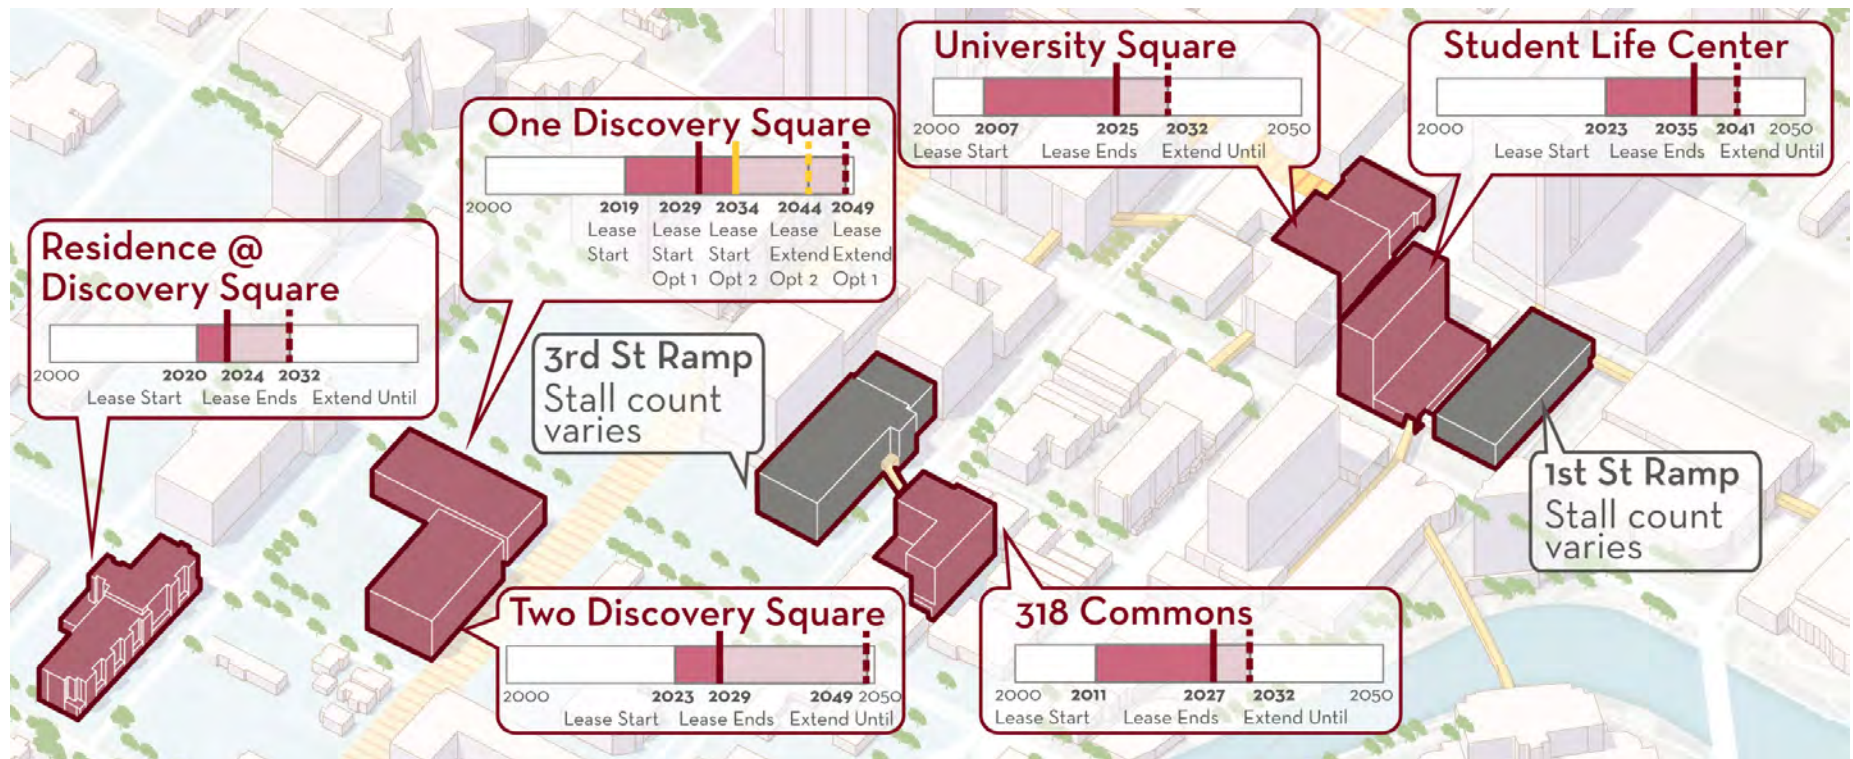 University Square
2000 2007 2025 2032 2050
Lease Start Lease Ends Extend Until
Student Life Center
2000 2023 2035 2041 2050
Lease Start Lease Ends Extend Until
One Discovery Square
2000 2019 2029 2034 2044 2049
Lease Lease Lease Lease Lease
Start Start Start Extend Extend
Opt 1 Opt 2 Opt 2 Opt 1
Residence @
Discovery Square
2000 2020 2024 2032
Lease Start Lease Ends Extend Until
3rd St Ramp
Stall count
varies
1st St Ramp
Stall count
varies
Two Discovery Square
2000 2023 2029 2049 2050
Lease Start Lease Ends Extend Until
318 Commons
2000 2011 2027 2032 2050
Lease Start Lease Ends Extend Until